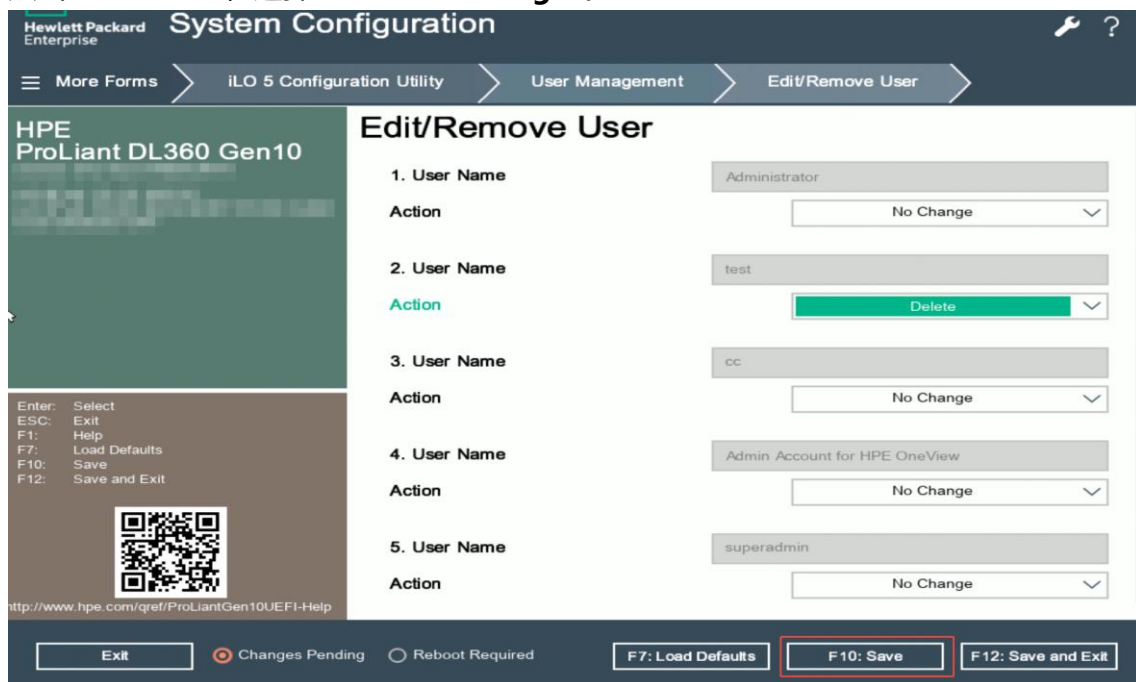 Hewlett Packard
Enterprise
System Configuration
?
More Forms
iLO 5 Configuration Utility
User Management
Edit/Remove User
HPE
ProLiant DL360 Gen10
Edit/Remove User
1. User Name
Administrator
Action
No Change
2. User Name
test
Action
Delete
3. User Name
cc
Action
No Change
4. User Name
Admin Account for HPE OneView
Action
No Change
5. User Name
superadmin
Action
No Change
Enter: Select
ESC: Exit
F1: Help
F7: Load Defaults
F10: Save
F12: Save and Exit
http://www.hpe.com/qref/ProLiantGen10UEFI-Help
Exit
Changes Pending
Reboot Required
F7: Load Defaults
F10: Save
F12: Save and Exit